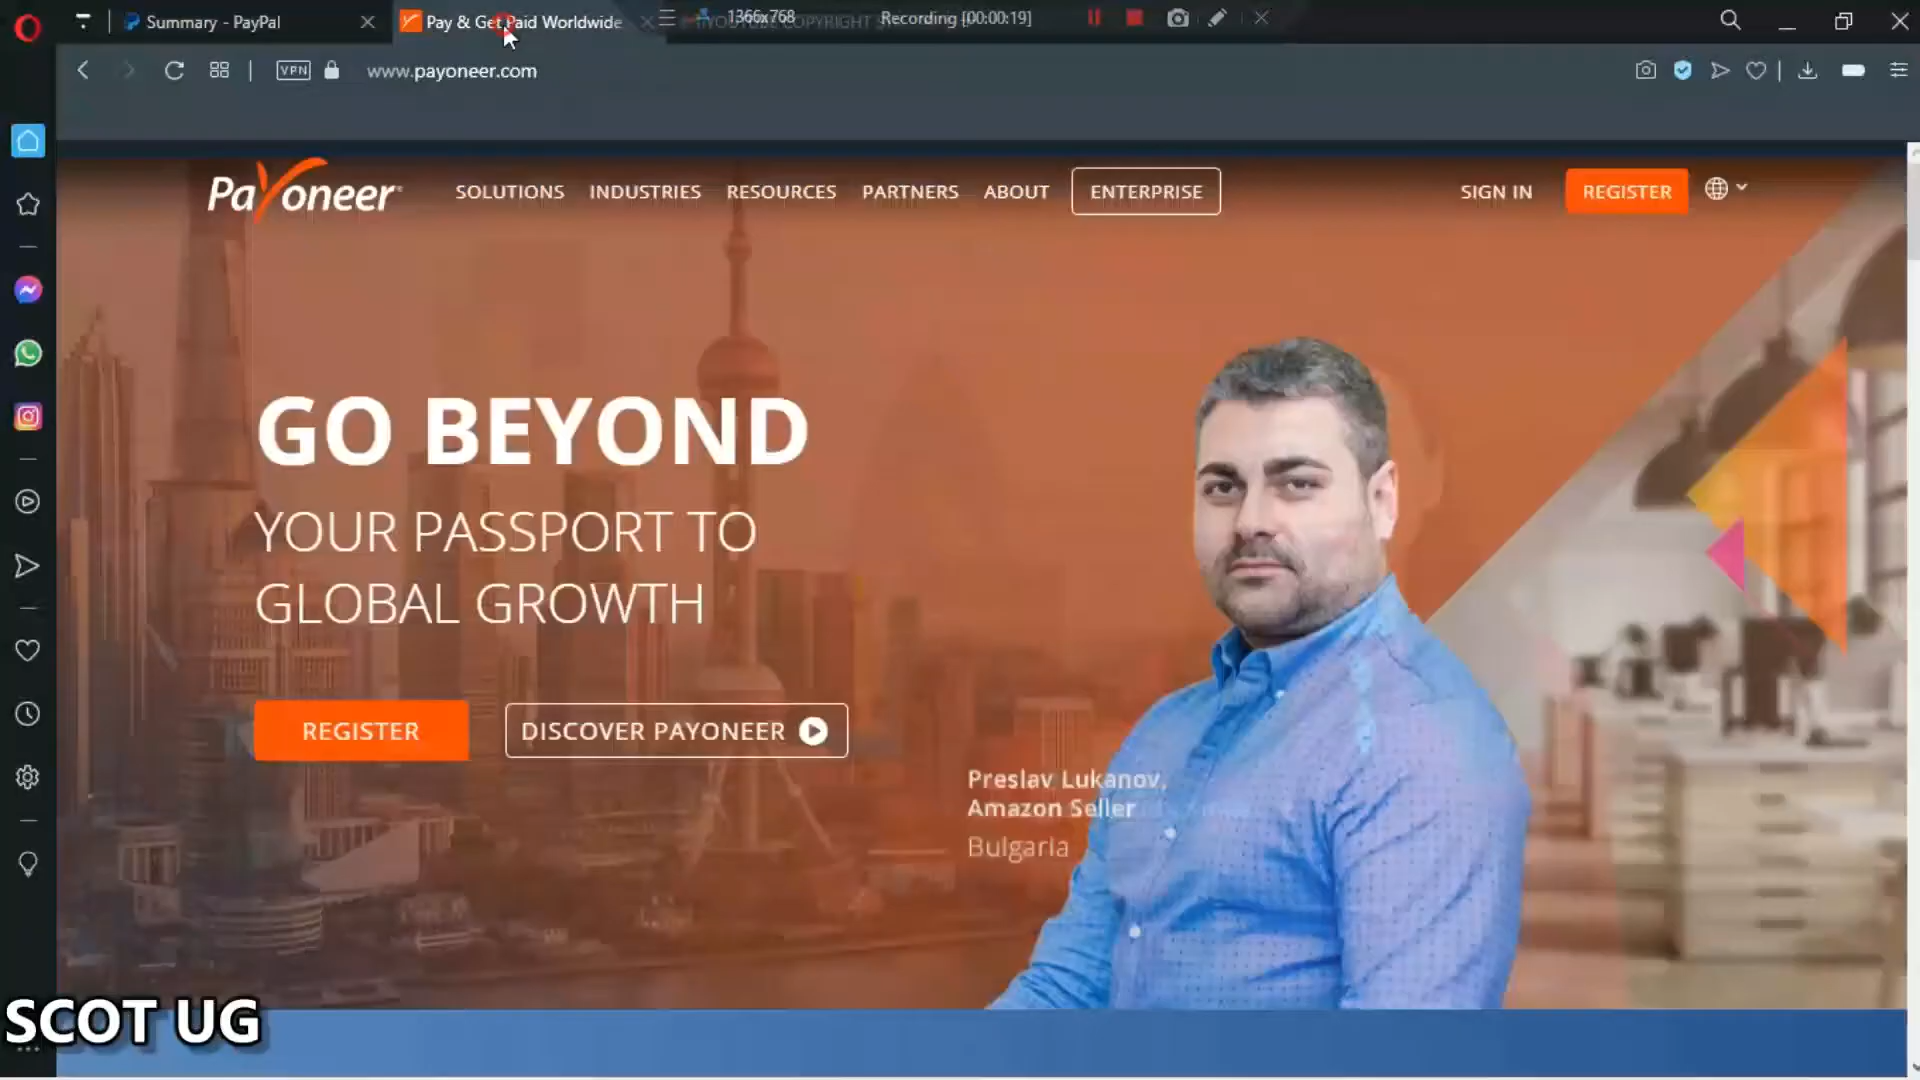 Summary - PayPal
Pay & Get Paid Worldwide
1366x768
Recording [00:00:19]
VPN
www.payoneer.com
Payoneer
SOLUTIONS
INDUSTRIES
RESOURCES
PARTNERS
ABOUT
ENTERPRISE
SIGN IN
REGISTER
GO BEYOND
YOUR PASSPORT TO
GLOBAL GROWTH
REGISTER
DISCOVER PAYONEER
Preslav Lukanov,
Amazon Seller
Bulgaria
SCOT UG